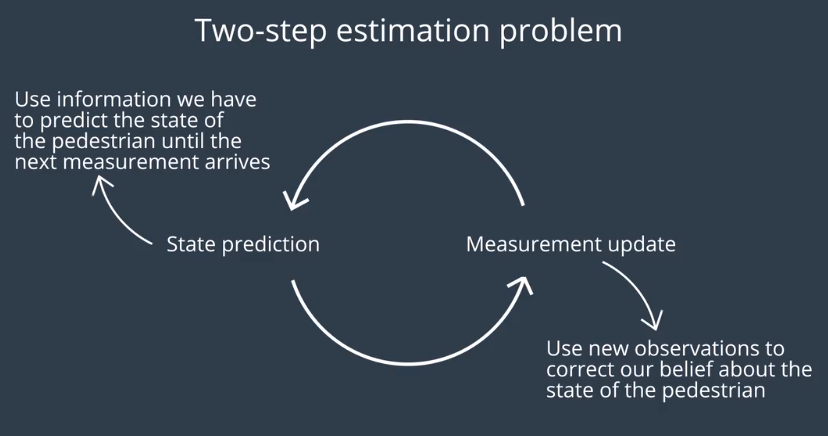 Two-step estimation problem
Use information we have
to predict the state of
the pedestrian until the
next measurement arrives
State prediction
Measurement update
Use new observations to
correct our belief about the
state of the pedestrian